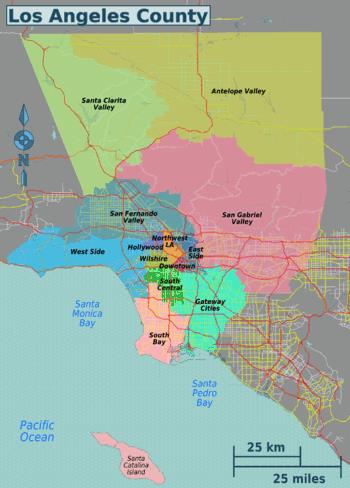 Los Angeles County
Antelope Valley
Santa Clarita
Valley
N
San Fernando
Valley
San Gabriel
Valley
Northwest
LA
Hollywood
East
Side
West Side
Wilshire
Downtown
South
Central
Gateway
Cities
Santa
Monica
Bay
South
Bay
Santa
Pedro
Bay
Pacific
Ocean
Santa
Catalina
Island
25 km
25 miles